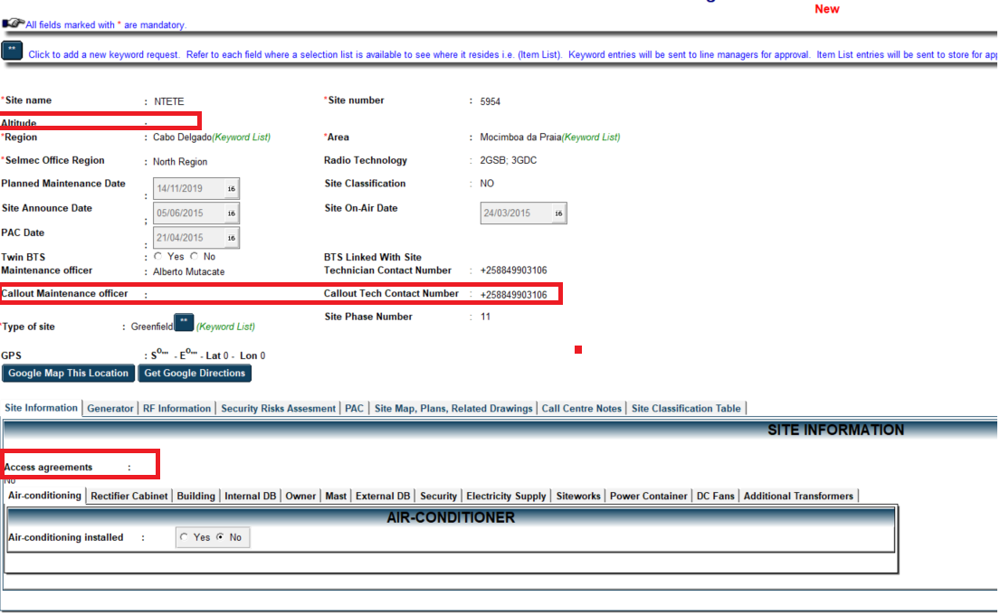 New
All fields marked with * are mandatory.
** Click to add a new keyword request. Refer to each field where a selection list is available to see where it resides i.e. (Item List). Keyword entries will be sent to line managers for approval. Item List entries will be sent to store for app
*Site name : NTETE *Site number : 5954
Altitude :
*Region : Cabo Delgado(Keyword List) *Area : Mocimboa da Praia(Keyword List)
*Selmec Office Region : North Region Radio Technology : 2GSB; 3GDC
Planned Maintenance Date : 14/11/2019 16 Site Classification : NO
Site Announce Date : 05/06/2015 16 Site On-Air Date 24/03/2015 16
PAC Date : 21/04/2015 16
Twin BTS : Yes No BTS Linked With Site
Maintenance officer : Alberto Mutacate Technician Contact Number : +258849903106
Callout Maintenance officer : Callout Tech Contact Number : +258849903106
*Type of site : Greenfield ** (Keyword List) Site Phase Number : 11
GPS : S0,,, - E0,,, - Lat 0 - Lon 0
Google Map This Location Get Google Directions
Site Information Generator RF Information Security Risks Assesment PAC Site Map, Plans, Related Drawings Call Centre Notes Site Classification Table
SITE INFORMATION
Access agreements :
No
Air-conditioning Rectifier Cabinet Building Internal DB Owner Mast External DB Security Electricity Supply Siteworks Power Container DC Fans Additional Transformers
AIR-CONDITIONER
Air-conditioning installed : Yes No